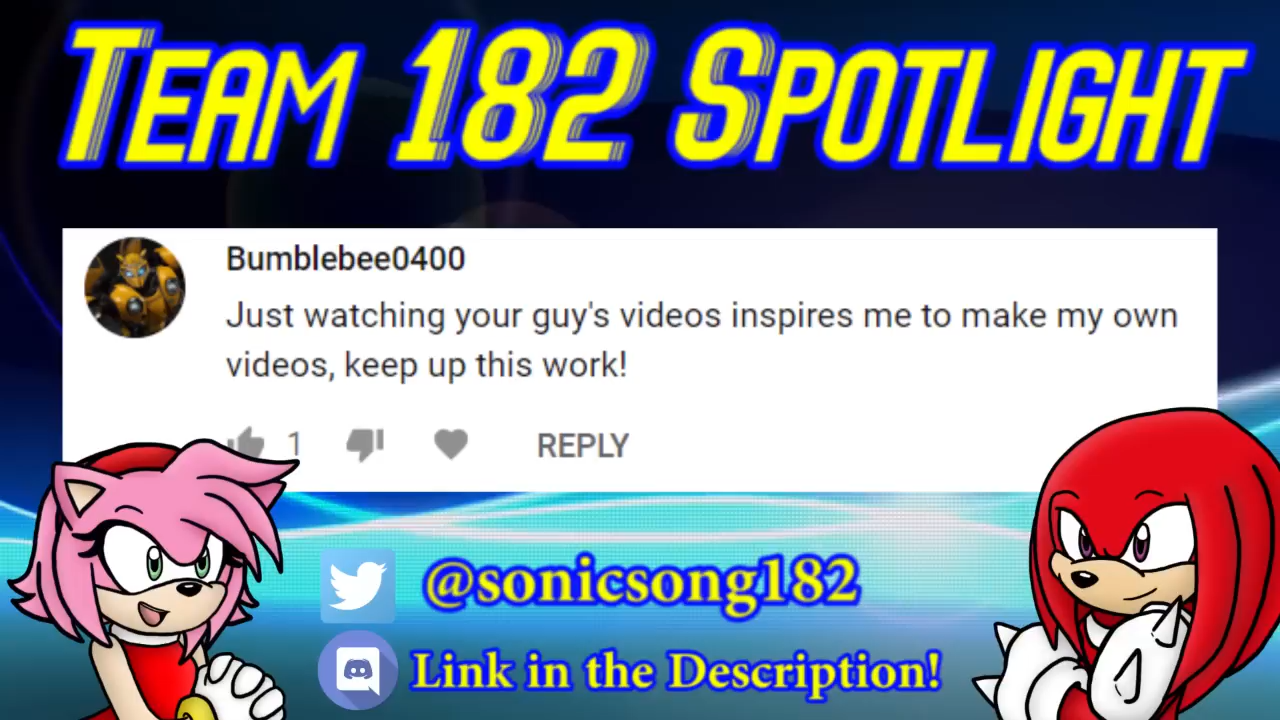 Team 182 Spotlight
Bumblebee0400
Just watching your guy's videos inspires me to make my own
videos, keep up this work!
1 REPLY
@sonicsong182
Link in the Description!